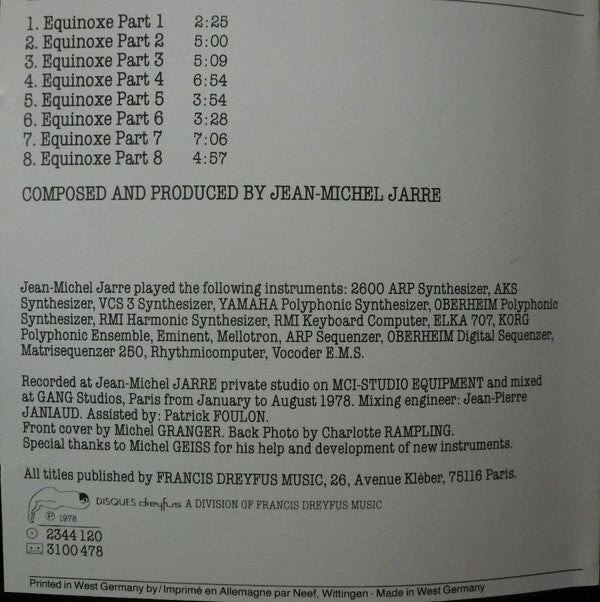 1. Equinoxe Part 1 2:25
2. Equinoxe Part 2 5:00
3. Equinoxe Part 3 5:09
4. Equinoxe Part 4 6:54
5. Equinoxe Part 5 3:54
6. Equinoxe Part 6 3:28
7. Equinoxe Part 7 7:06
8. Equinoxe Part 8 4:57
COMPOSED AND PRODUCED BY JEAN-MICHEL JARRE
Jean-Michel Jarre played the following instruments: 2600 ARP Synthesizer, AKS
Synthesizer, VCS 3 Synthesizer, YAMAHA Polyphonic Synthesizer, OBERHEIM Polyphonic
Synthesizer, RMI Harmonic Synthesizer, RMI Keyboard Computer, ELKA 707, KORG
Polyphonic Ensemble, Eminent, Mellotron, ARP Sequenzer, OBERHEIM Digital Sequenzer,
Matrisequenzer 250, Rhythmicomputer, Vocoder E.M.S.
Recorded at Jean-Michel JARRE private studio on MCI-STUDIO EQUIPMENT and mixed
at GANG Studios, Paris from January to August 1978. Mixing engineer: Jean-Pierre
JANIAUD. Assisted by: Patrick FOULON.
Front cover by Michel GRANGER. Back Photo by Charlotte RAMPLING.
Special thanks to Michel GEISS for his help and development of new instruments.
All titles published by FRANCIS DREYFUS MUSIC, 26, Avenue Kléber, 75116 Paris.
DISQUES dreyfus A DIVISION OF FRANCIS DREYFUS MUSIC
℗ 1978
2344120
3100478
Printed in West Germany by/Imprimé en Allemagne par Neef, Wittingen · Made in West Germany